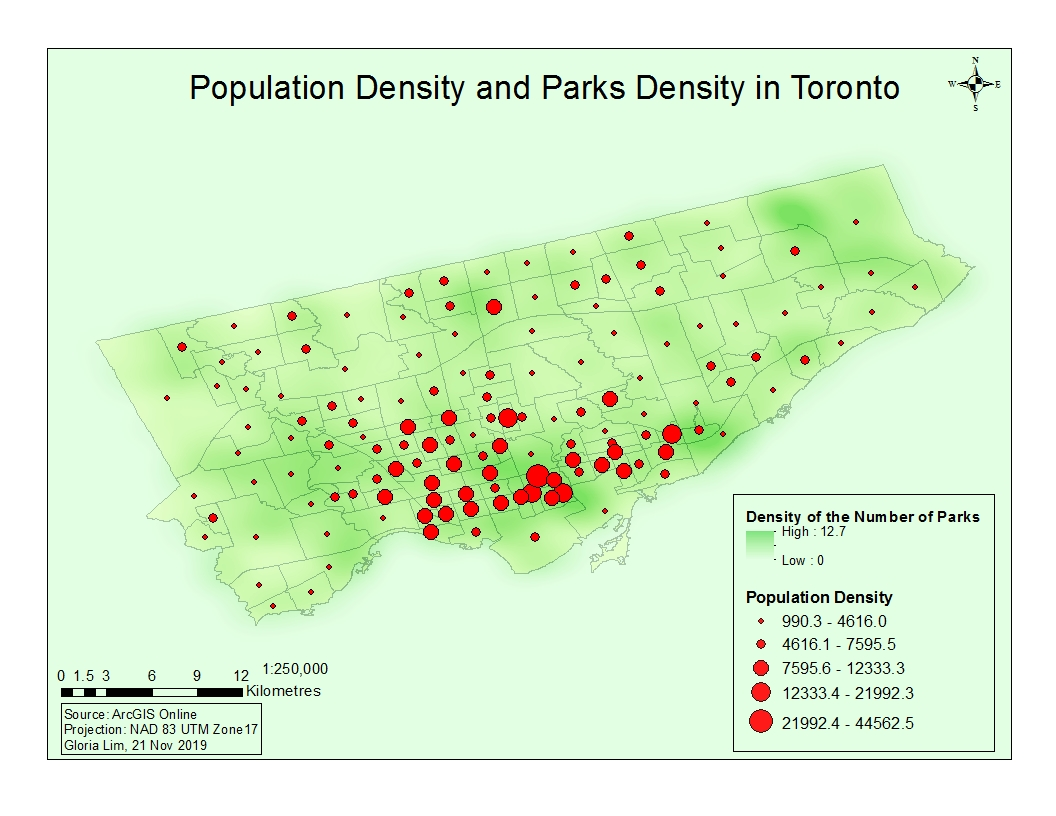 Population Density and Parks Density in Toronto
N
W E
S
Density of the Number of Parks
High : 12.7
Low : 0
Population Density
990.3 - 4616.0
4616.1 - 7595.5
7595.6 - 12333.3
12333.4 - 21992.3
21992.4 - 44562.5
1:250,000
0 1.5 3 6 9 12
Kilometres
Source: ArcGIS Online
Projection: NAD 83 UTM Zone17
Gloria Lim, 21 Nov 2019